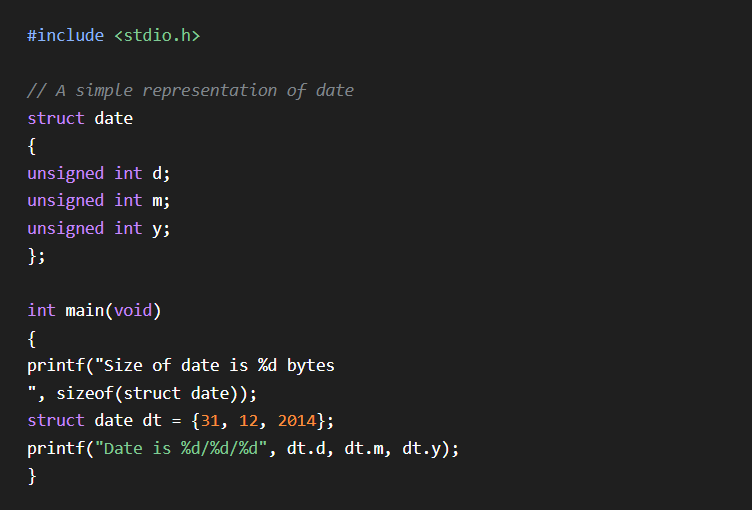 #include <stdio.h>
// A simple representation of date
struct date
{
unsigned int d;
unsigned int m;
unsigned int y;
};
int main(void)
{
printf("Size of date is %d bytes
", sizeof(struct date));
struct date dt = {31, 12, 2014};
printf("Date is %d/%d/%d", dt.d, dt.m, dt.y);
}